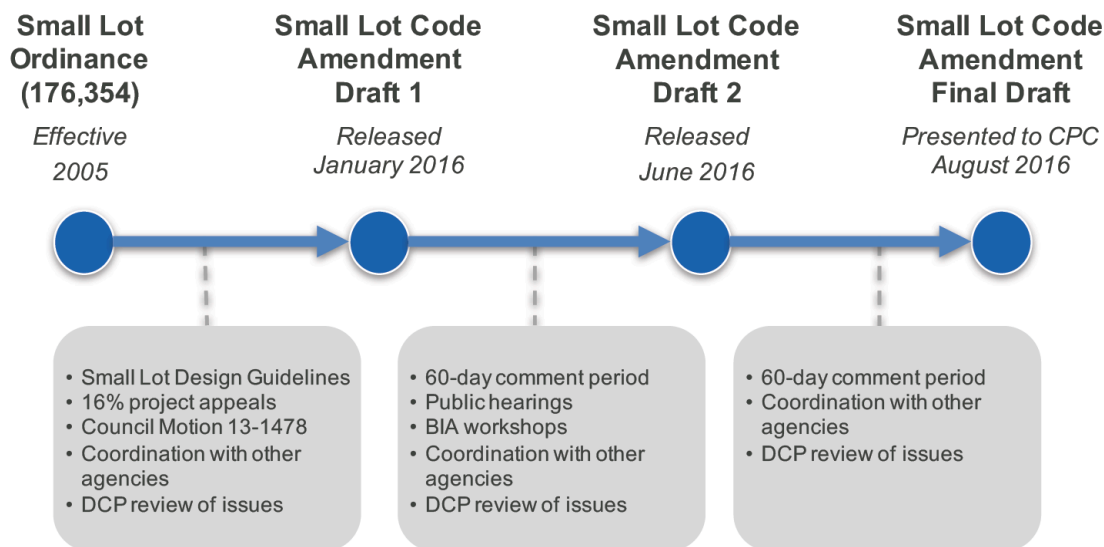 Small Lot
Ordinance
(176,354)
Effective
2005
Small Lot Code
Amendment
Draft 1
Released
January 2016
Small Lot Code
Amendment
Draft 2
Released
June 2016
Small Lot Code
Amendment
Final Draft
Presented to CPC
August 2016
• Small Lot Design Guidelines
• 16% project appeals
• Council Motion 13-1478
• Coordination with other
agencies
• DCP review of issues
• 60-day comment period
• Public hearings
• BIA workshops
• Coordination with other
agencies
• DCP review of issues
• 60-day comment period
• Coordination with other
agencies
• DCP review of issues